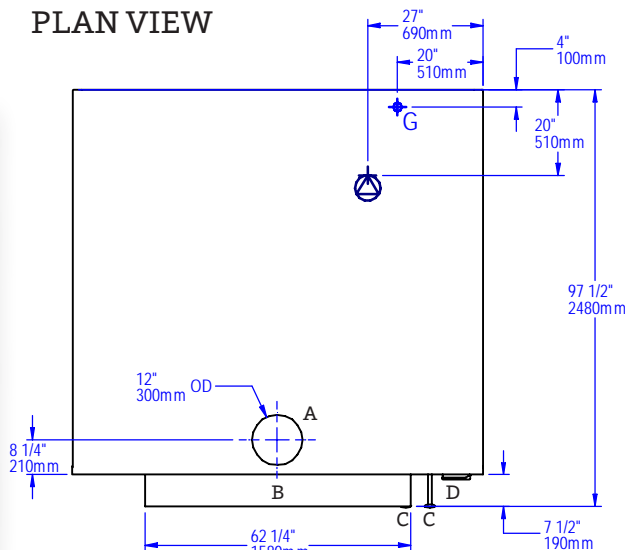 PLAN VIEW
27"
690mm
4"
100mm
20"
510mm
G
20"
510mm
97 1/2"
2480mm
12"
300mm OD
A
8 1/4"
210mm
B
D
C C
62 1/4"
1580mm
7 1/2"
190mm